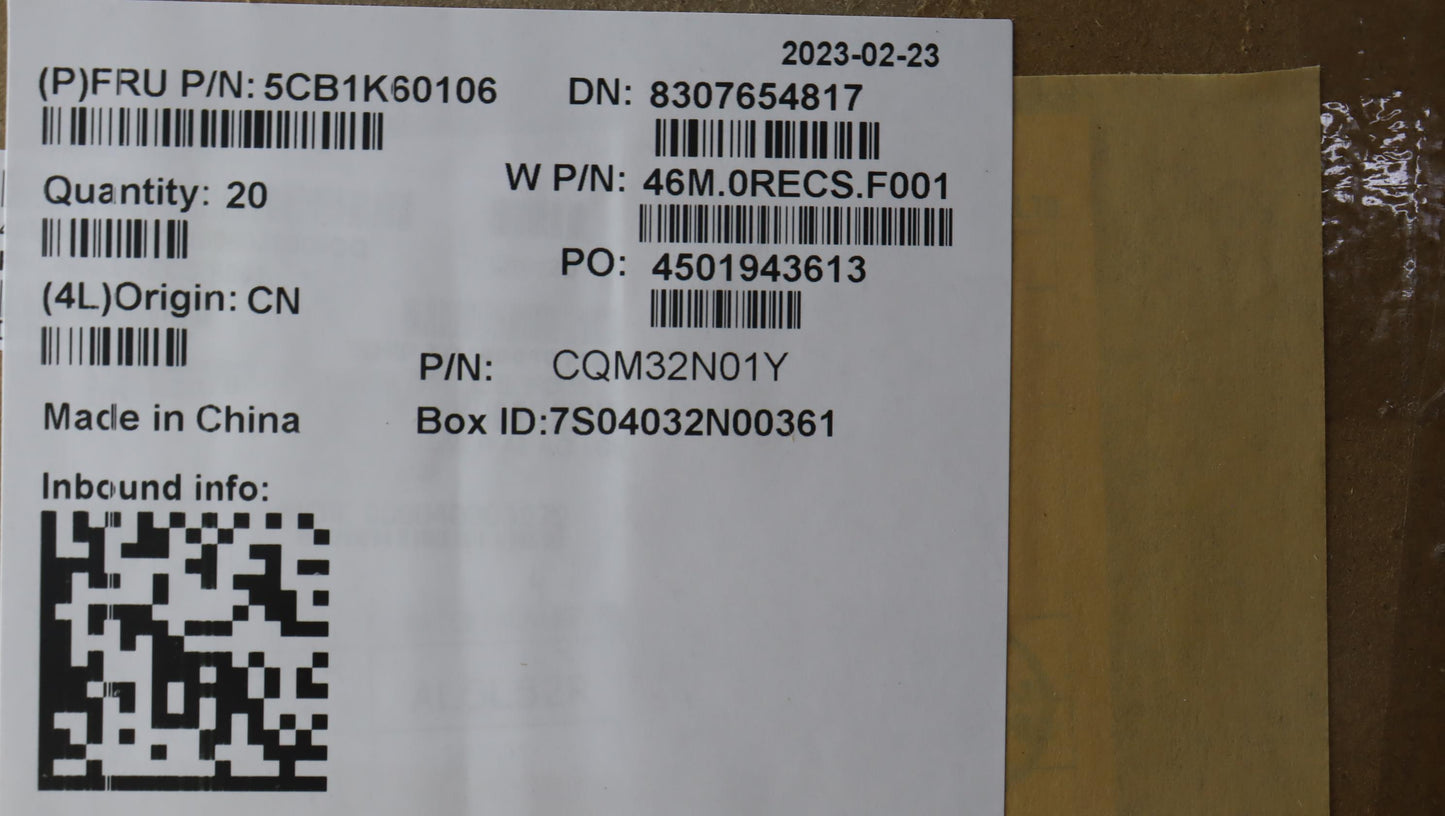 2023-02-23
(P)FRU P/N: 5CB1K60106
DN: 8307654817
W P/N: 46M.0RECS.F001
Quantity: 20
PO: 4501943613
(4L)Origin: CN
P/N: CQM32N01Y
Made in China
Box ID:7S04032N00361
Inbound info: